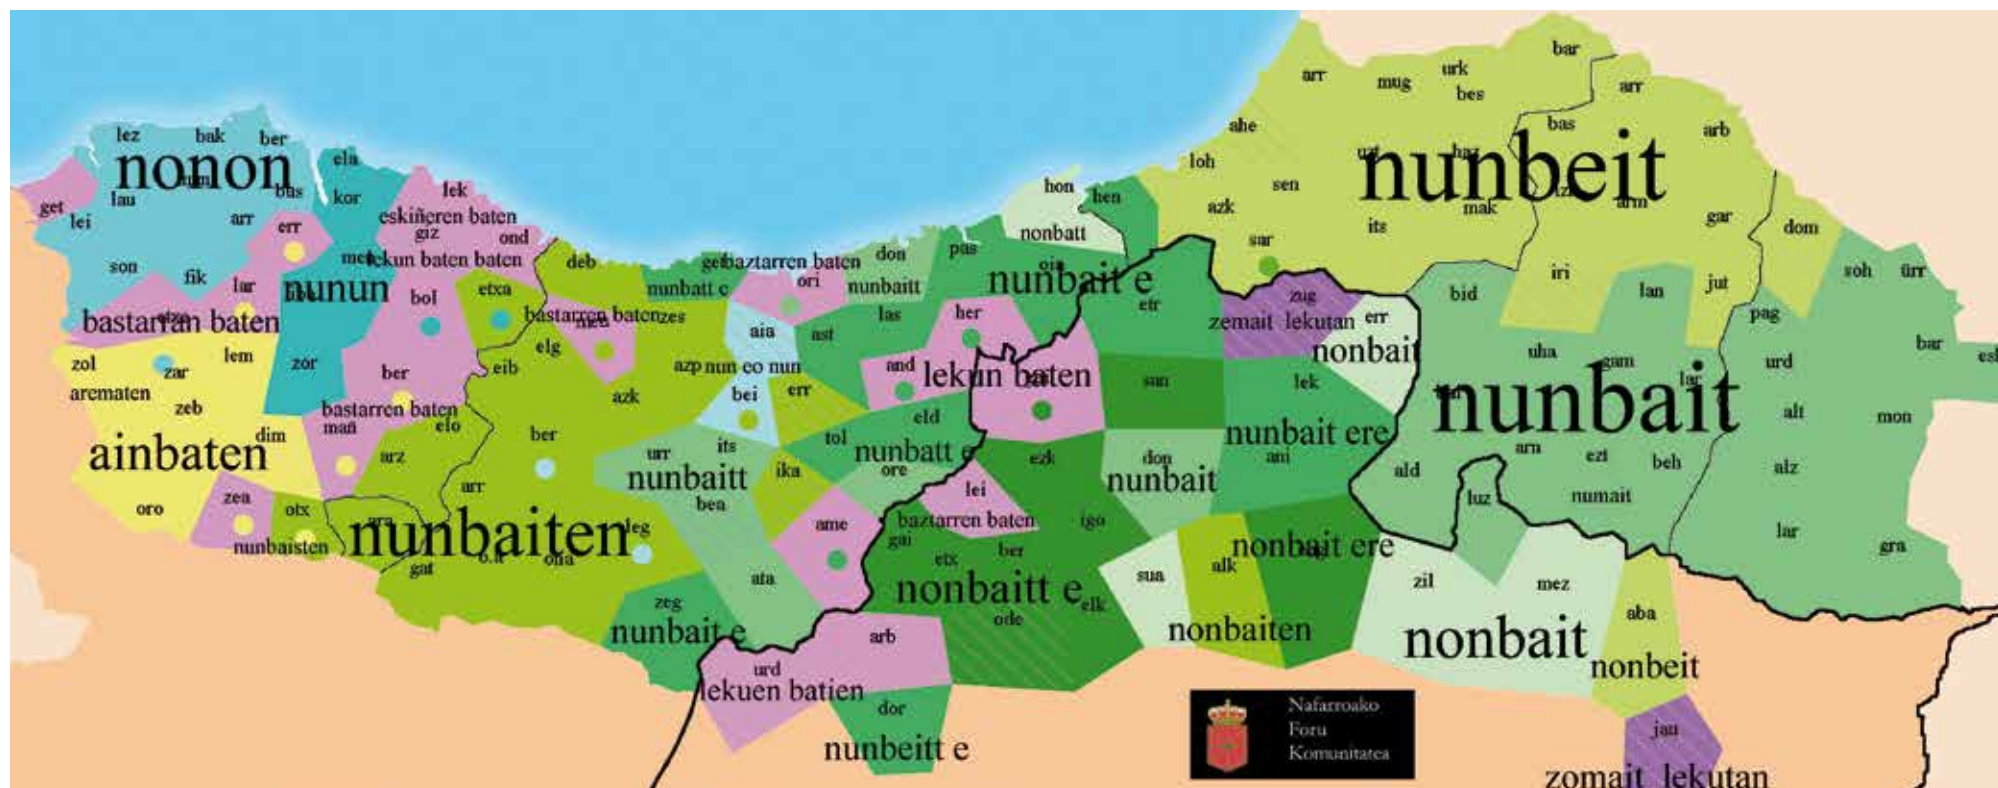 lez bak ber
nonon
lau bas
get lei arr err
son fik lar
ela
kor
nunun
zor
lek
eskiñeren baten
giz ond
lekun baten baten
bol etxa
bastarran baten
zol zar lem
arematen zeb
ainbaten dim
oro
ber
bastarren baten
mañ elo
arz
zea otx
nunbaisten
deb
bastarren baten zes
elg
eib azk
ber
arr
nunbaiten leg
gat oña
get baztarren baten don
nunbatt e ori nunbaitt
aia ast las
azp nun eo nun
bei err
urr its
nunbaitt ika
bea
ata
zeg
nunbait e
tol eld
nunbatt e
ore
ame
pas
hon hen
nonbatt
nunbait e
her
and lekun baten
etr
sun
ezk
lei
baztarren baten
gai igo
etx ber
nonbaitt e elk
ode
arb
urd
lekuen batien
dor
nunbeitt e
don
nunbait
sua alk
nonbaiten
zug
zemait lekutan err
nonbait
lek
nunbait ere
ani
nonbait ere
arr mug urk bar
bes arr
ahe bas arb
loh
nunbeit
sen
azk mak gar
its
sar
dom
iri
bid lan jut
soh ürr
pag
uha gam urd bar
lar
nunbait alt mon
arn ezt beh
ald alz
luz numait
lar
gra
zil mez
aba
nonbait
nonbeit
jau
zomait lekutan
Nafarroako
Foru
Komunitatea